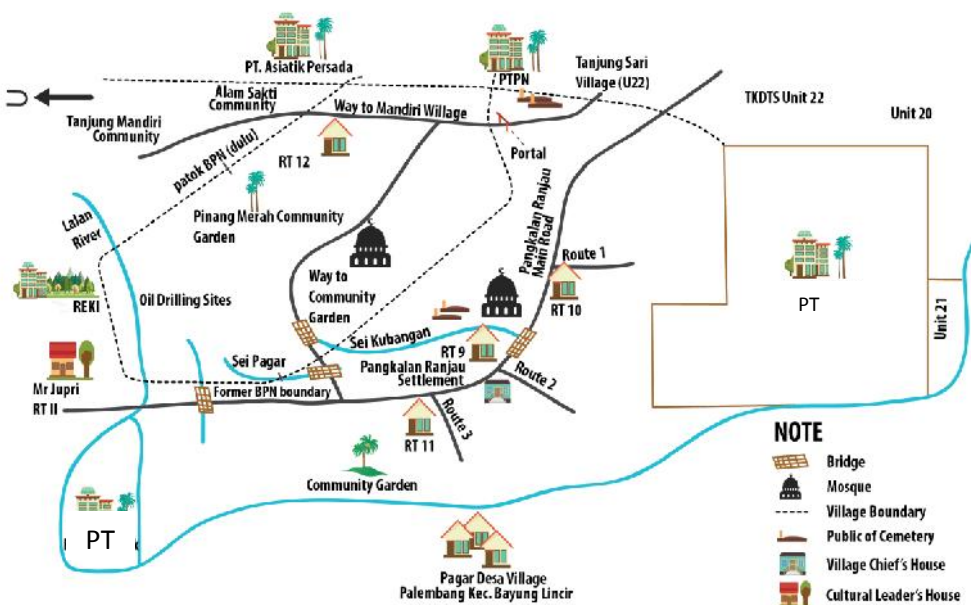 PT. Asiatik Persada
PTPN
Tanjung Sari
Village (U22)
TKDTS Unit 22
Unit 20
Alam Sakti
Community
Way to Mandiri Willage
Tanjung Mandiri
Community
Portal
patok BPN (dulu)
RT 12
Pinang Merah Community
Garden
Lalan
River
Pangkalan Ranjau
Main Road
Route 1
REKI
Oil Drilling Sites
Way to
Community
Garden
RT 10
PT
Unit 21
Sei Kubangan
RT 9
Mr Jupri
RT II
Sei Pagar
Pangkalan Ranjau
Settlement
Route 2
Former BPN boundary
RT 11
Route 3
Community Garden
PT
Pagar Desa Village
Palembang Kec. Bayung Lincir
NOTE
Bridge
Mosque
Village Boundary
Public of Cemetery
Village Chief's House
Cultural Leader's House